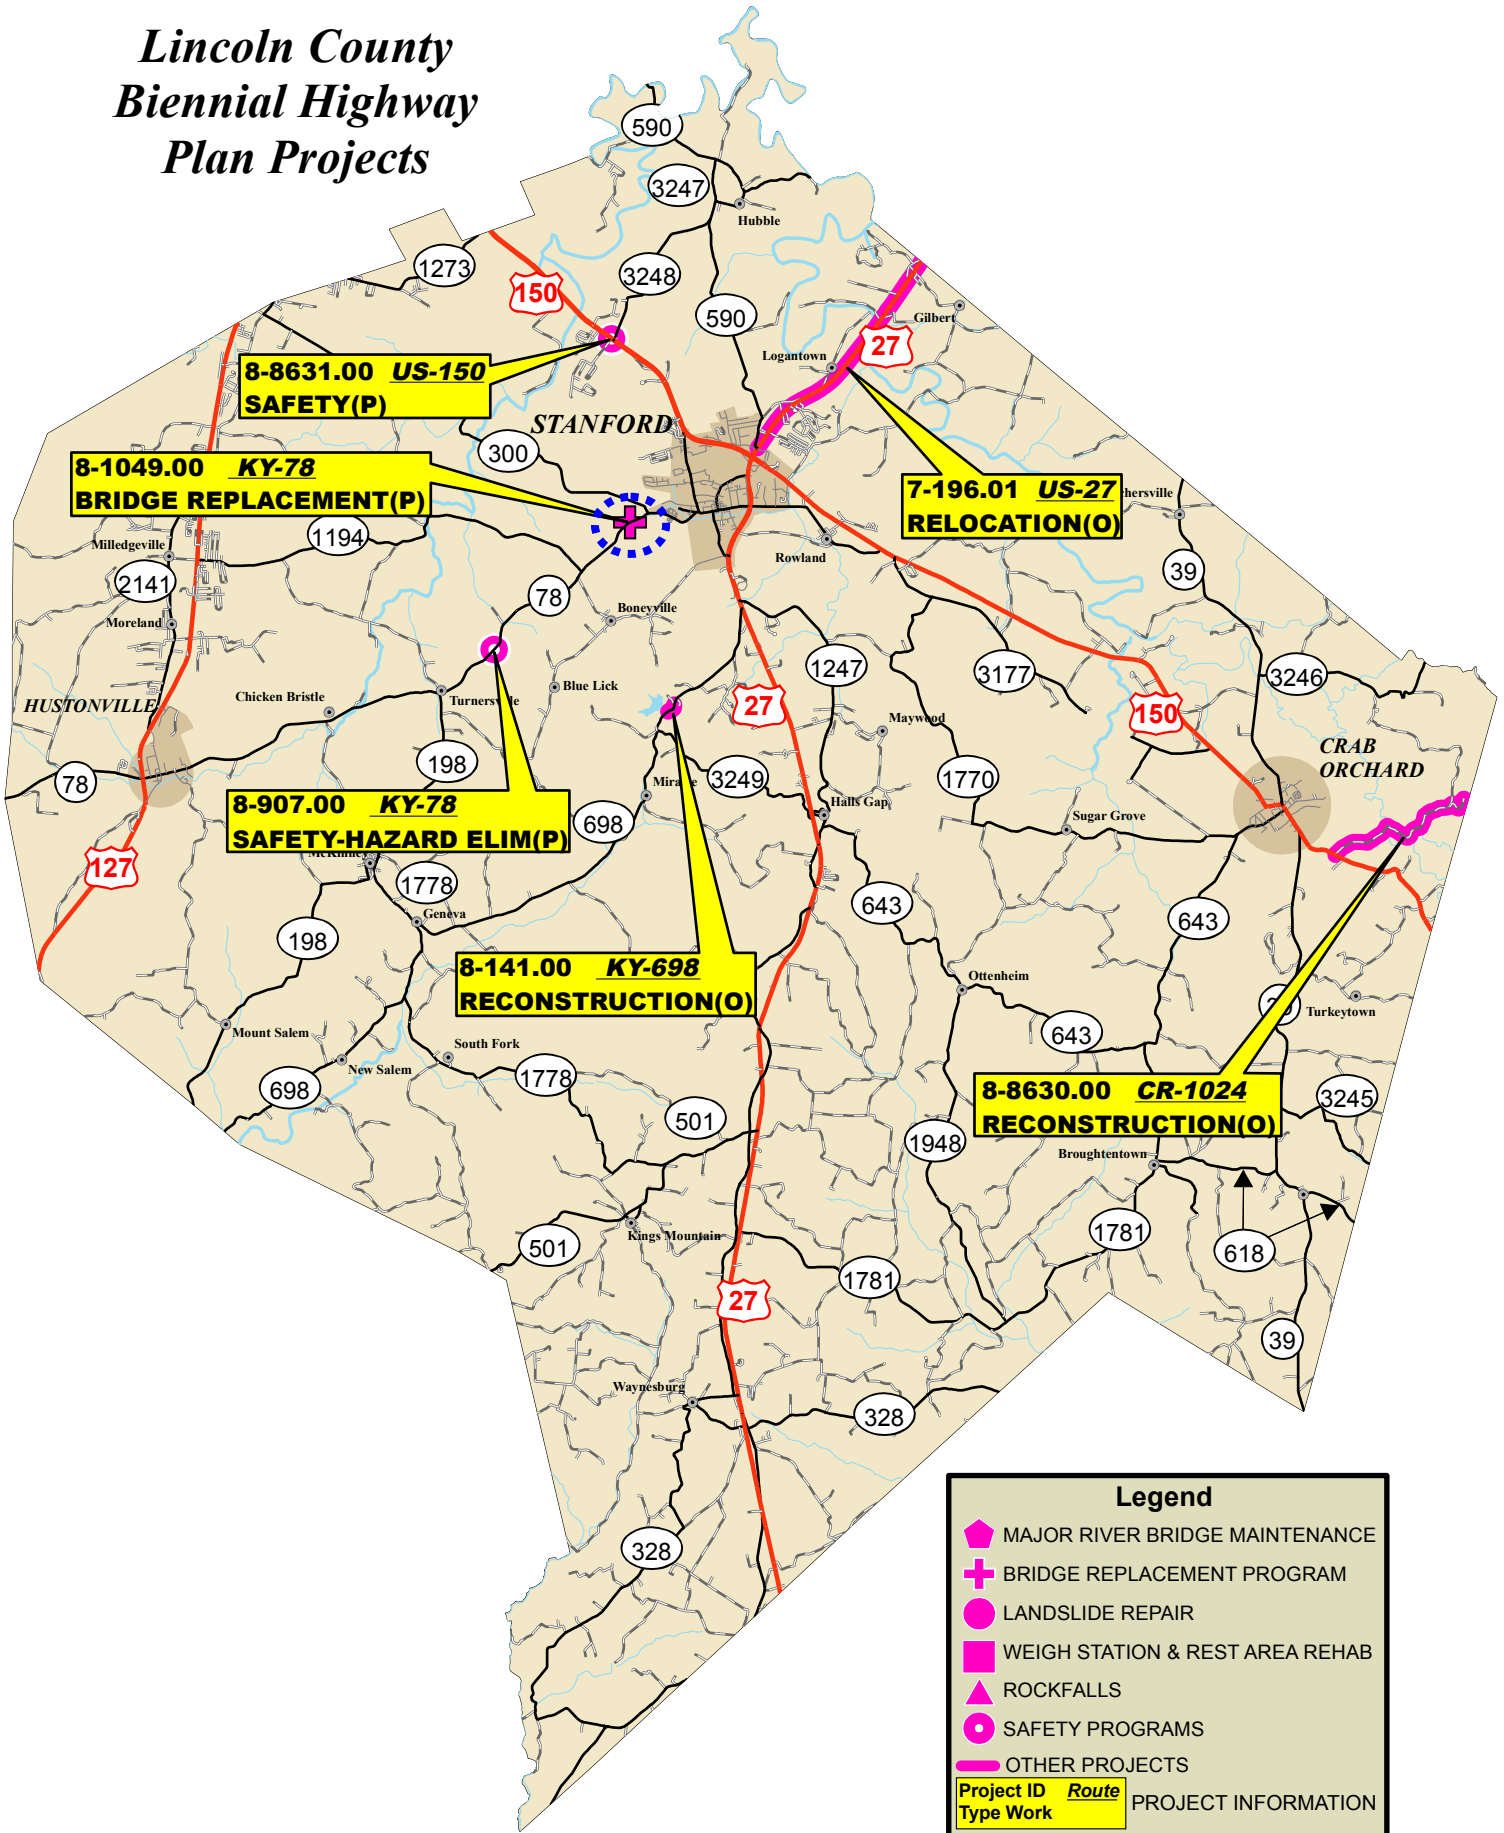 Lincoln County
Biennial Highway
Plan Projects
590
3247
Hubble
1273
150
3248
590
Gilbert
27
Logantown
8-8631.00 US-150
SAFETY(P)
STANFORD
300
8-1049.00 KY-78
BRIDGE REPLACEMENT(P)
7-196.01 US-27
RELOCATION(O)
chersville
1194
Milledgeville
Rowland
39
2141
78
Boneyville
Moreland
1247
3177
3246
Chicken Bristle
Turnersville
Blue Lick
HUSTONVILLE
27
Maywood
150
CRAB
ORCHARD
198
78
3249
1770
8-907.00 KY-78
SAFETY-HAZARD ELIM(P)
698
Halls Gap
Sugar Grove
127
1778
Geneva
643
643
198
8-141.00 KY-698
RECONSTRUCTION(O)
Ottenheim
Turkeytown
Mount Salem
643
New Salem
South Fork
698
1778
8-8630.00 CR-1024
RECONSTRUCTION(O)
3245
501
1948
Broughtentown
501
Kings Mountain
1781
618
1781
27
39
Waynesburg
328
328
Legend
MAJOR RIVER BRIDGE MAINTENANCE
BRIDGE REPLACEMENT PROGRAM
LANDSLIDE REPAIR
WEIGH STATION & REST AREA REHAB
ROCKFALLS
SAFETY PROGRAMS
OTHER PROJECTS
Project ID Route
Type Work
PROJECT INFORMATION